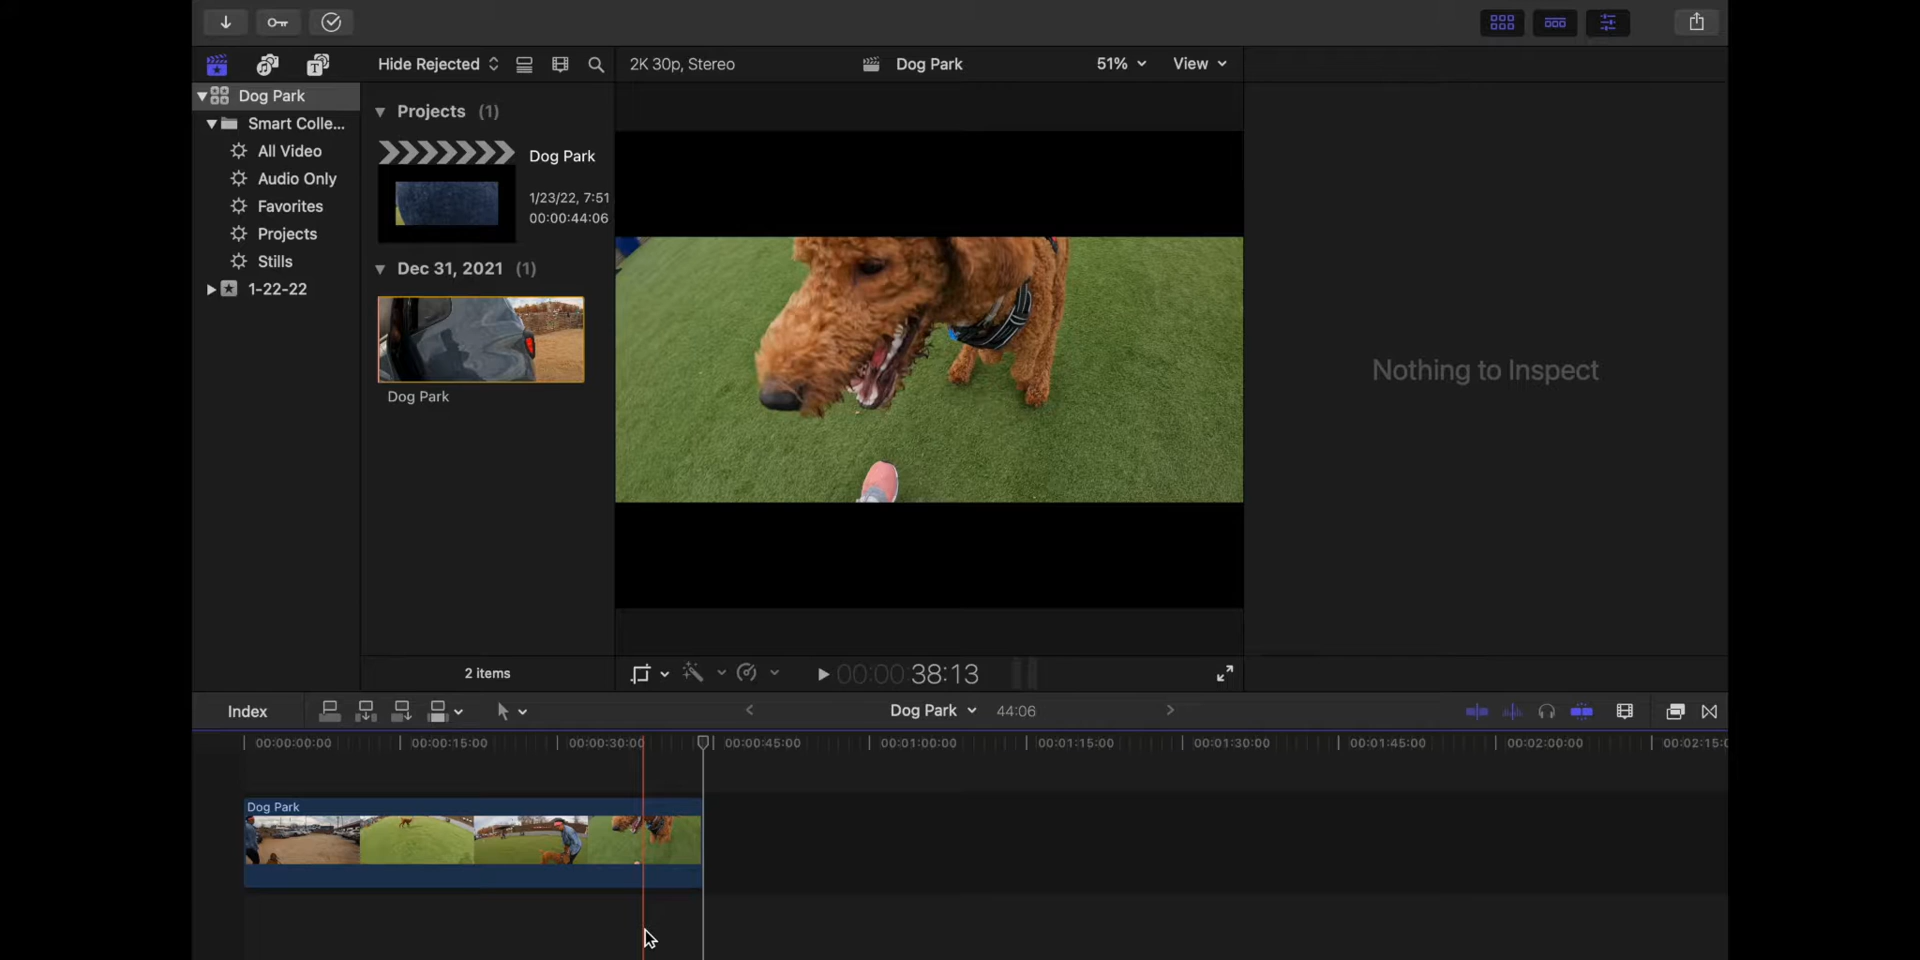 Hide Rejected
2K 30p, Stereo
Dog Park
51%
View
Dog Park
Projects (1)
Smart Colle...
All Video
Dog Park
Audio Only
1/23/22, 7:51
Favorites
00:00:44:06
Projects
Stills
Dec 31, 2021 (1)
1-22-22
Nothing to Inspect
Dog Park
2 items
00:00 38:13
Index
Dog Park
44:06
00:00:00:00
00:00:15:00
00:00:30:00
00:00:45:00
00:01:00:00
00:01:15:00
00:01:30:00
00:01:45:00
00:02:00:00
00:02:15:0
Dog Park